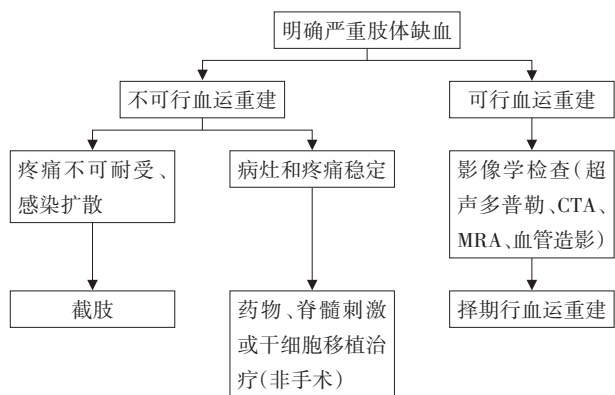 明确严重肢体缺血
不可行血运重建
可行血运重建
疼痛不可耐受、
感染扩散
病灶和疼痛稳定
影像学检查(超
声多普勒、CTA、
MRA、血管造影)
截肢
药物、脊髓刺激
或干细胞移植治
疗(非手术)
择期行血运重建